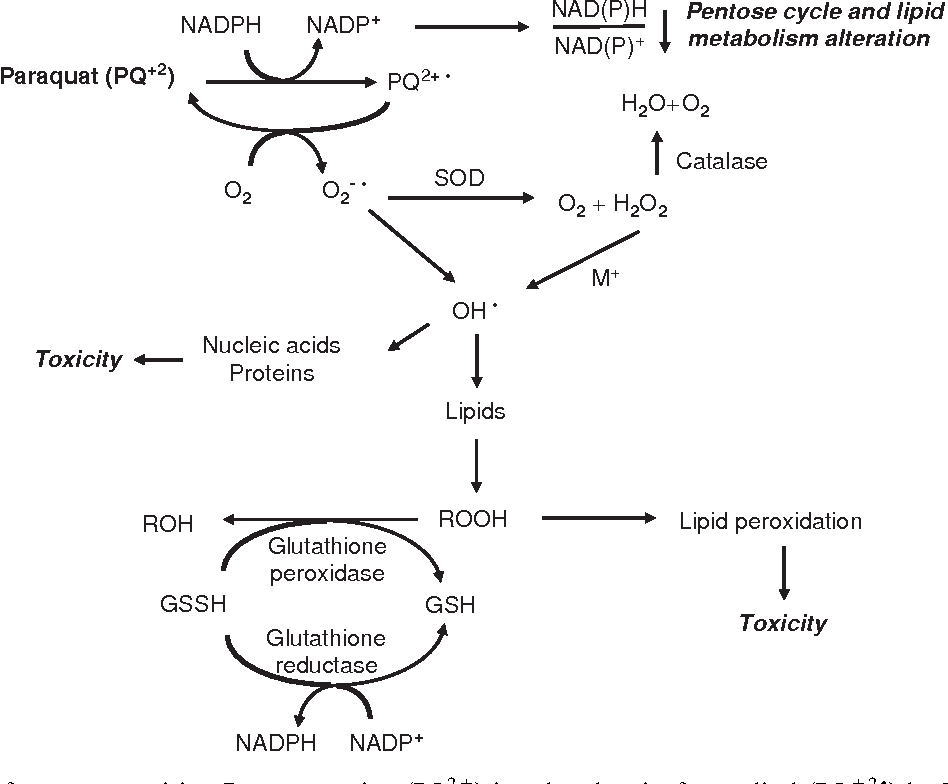 NADPH NADP+
NAD(P)H
NAD(P)+
Pentose cycle and lipid
metabolism alteration
Paraquat (PQ+2)
PQ2+•
H2O+O2
Catalase
O2
O2-•
SOD
O2 + H2O2
M+
OH•
Toxicity
Nucleic acids
Proteins
Lipids
ROH
ROOH
Lipid peroxidation
Glutathione
peroxidase
GSSH
GSH
Toxicity
Glutathione
reductase
NADPH NADP+